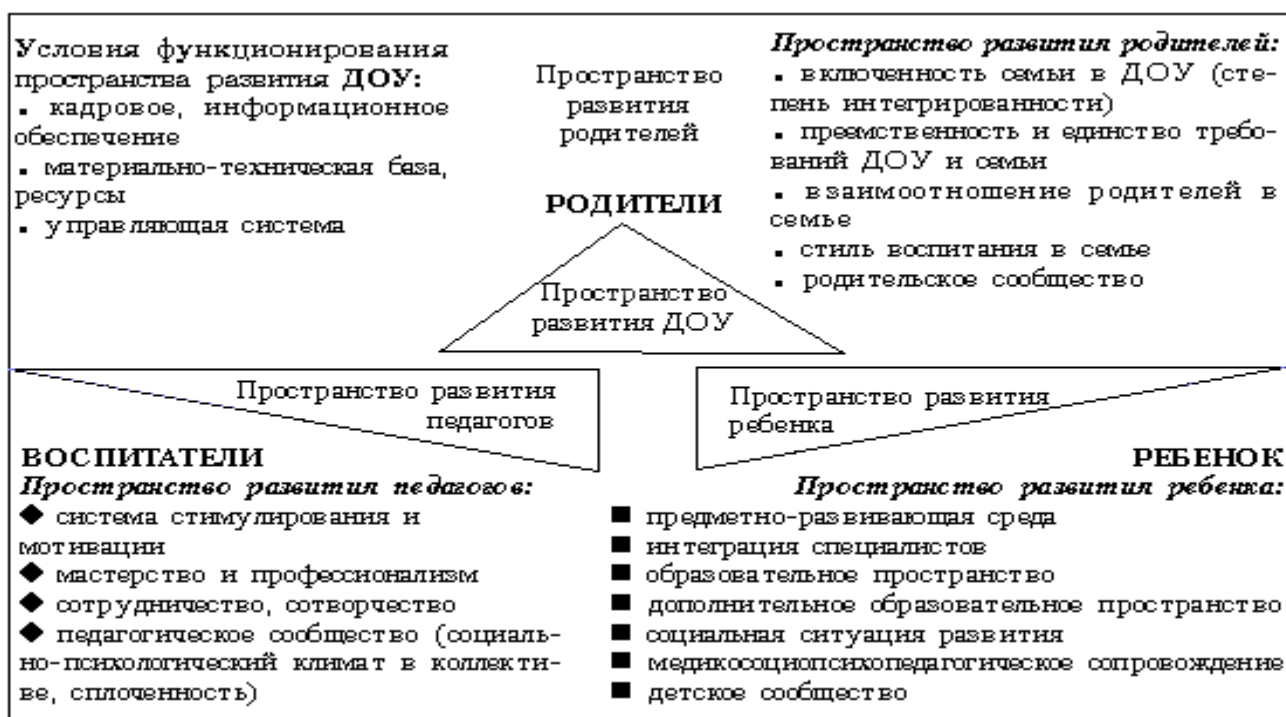 Условия функционирования
пространства развития ДОУ:
▪ кадровое, информационное
обеспечение
▪ материально-техническая база,
ресурсы
▪ управляющая система
Пространство
развития
родителей
РОДИТЕЛИ
Пространство развития родителей:
▪ включенность семьи в ДОУ (сте-
пень интегрированности)
▪ преемственность и единство требо-
ваний ДОУ и семьи
▪ взаимоотношение родителей в
семье
▪ стиль воспитания в семье
▪ родительское сообщество
Пространство
развития ДОУ
Пространство развития
педагогов
Пространство развития
ребенка
ВОСПИТАТЕЛИ
Пространство развития педагогов:
◆ система стимулирования и
мотивации
◆ мастерство и профессионализм
◆ сотрудничество, сотворчество
◆ педагогическое сообщество (социаль-
но-психологический климат в коллекти-
ве, сплоченность)
РЕБЕНОК
Пространство развития ребенка:
■ предметно-развивающая среда
■ интеграция специалистов
■ образовательное пространство
■ дополнительное образовательное пространство
■ социальная ситуация развития
■ медикосоциопсихопедагогическое сопровождение
■ детское сообщество